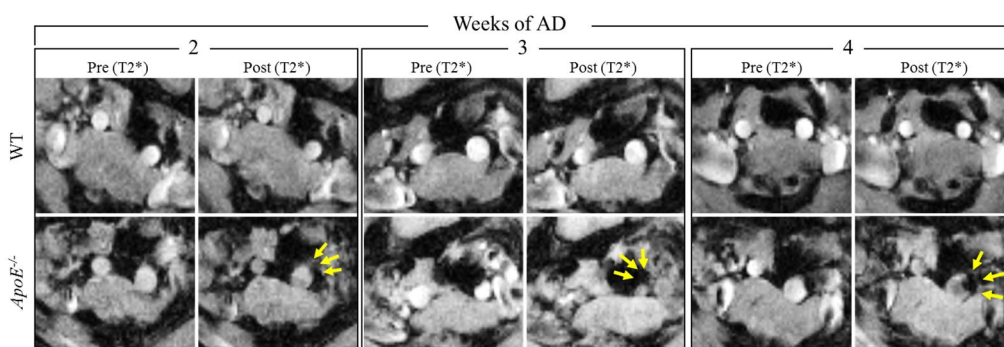 Weeks of AD
2 3 4
Pre (T2*) Post (T2*) Pre (T2*) Post (T2*) Pre (T2*) Post (T2*)
WT
ApoE-/-